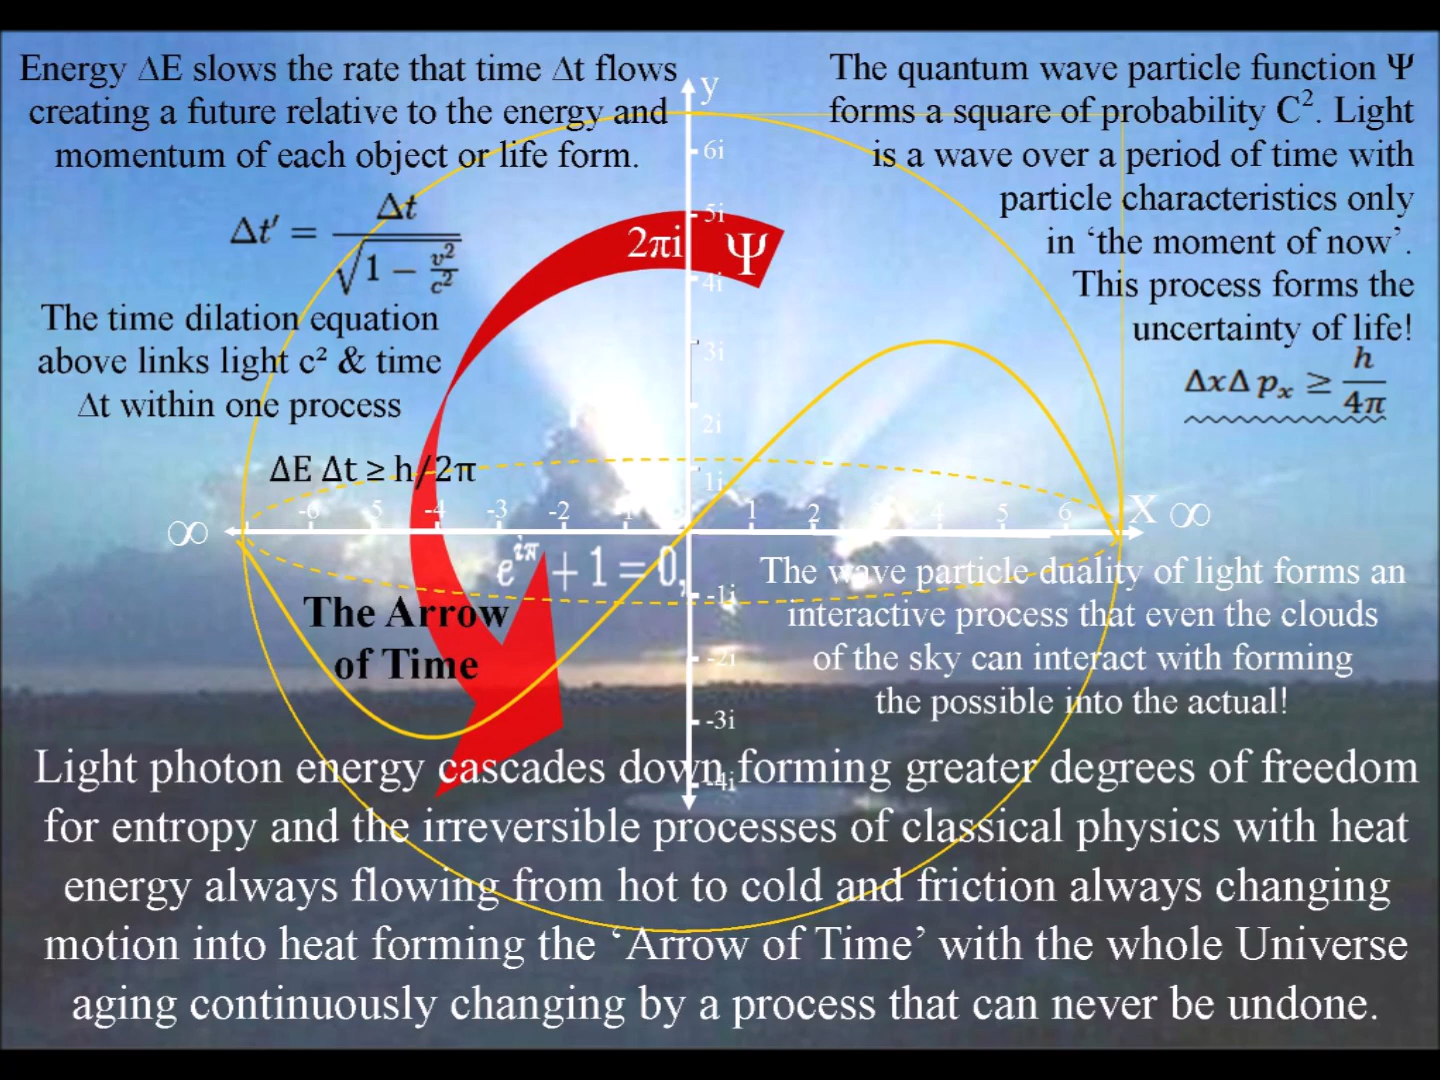 Energy ΔE slows the rate that time Δt flows
creating a future relative to the energy and
momentum of each object or life form.
Δt′ = Δt / √(1 − v²/c²)
The time dilation equation
above links light c² & time
Δt within one process
ΔE Δt ≥ h/2π
The quantum wave particle function Ψ
forms a square of probability C². Light
is a wave over a period of time with
particle characteristics only
in ‘the moment of now’.
This process forms the
uncertainty of life!
ΔxΔpₓ ≥ h/4π
y
6i
5i
2πi Ψ
4i
3i
2i
1i
∞ -6 -5 -4 -3 -2 -1 1 2 3 4 5 6 X ∞
e^{iπ} + 1 = 0,
-1i
-2i
-3i
-4i
The Arrow
of Time
The wave particle duality of light forms an
interactive process that even the clouds
of the sky can interact with forming
the possible into the actual!
Light photon energy cascades down forming greater degrees of freedom
for entropy and the irreversible processes of classical physics with heat
energy always flowing from hot to cold and friction always changing
motion into heat forming the ‘Arrow of Time’ with the whole Universe
aging continuously changing by a process that can never be undone.